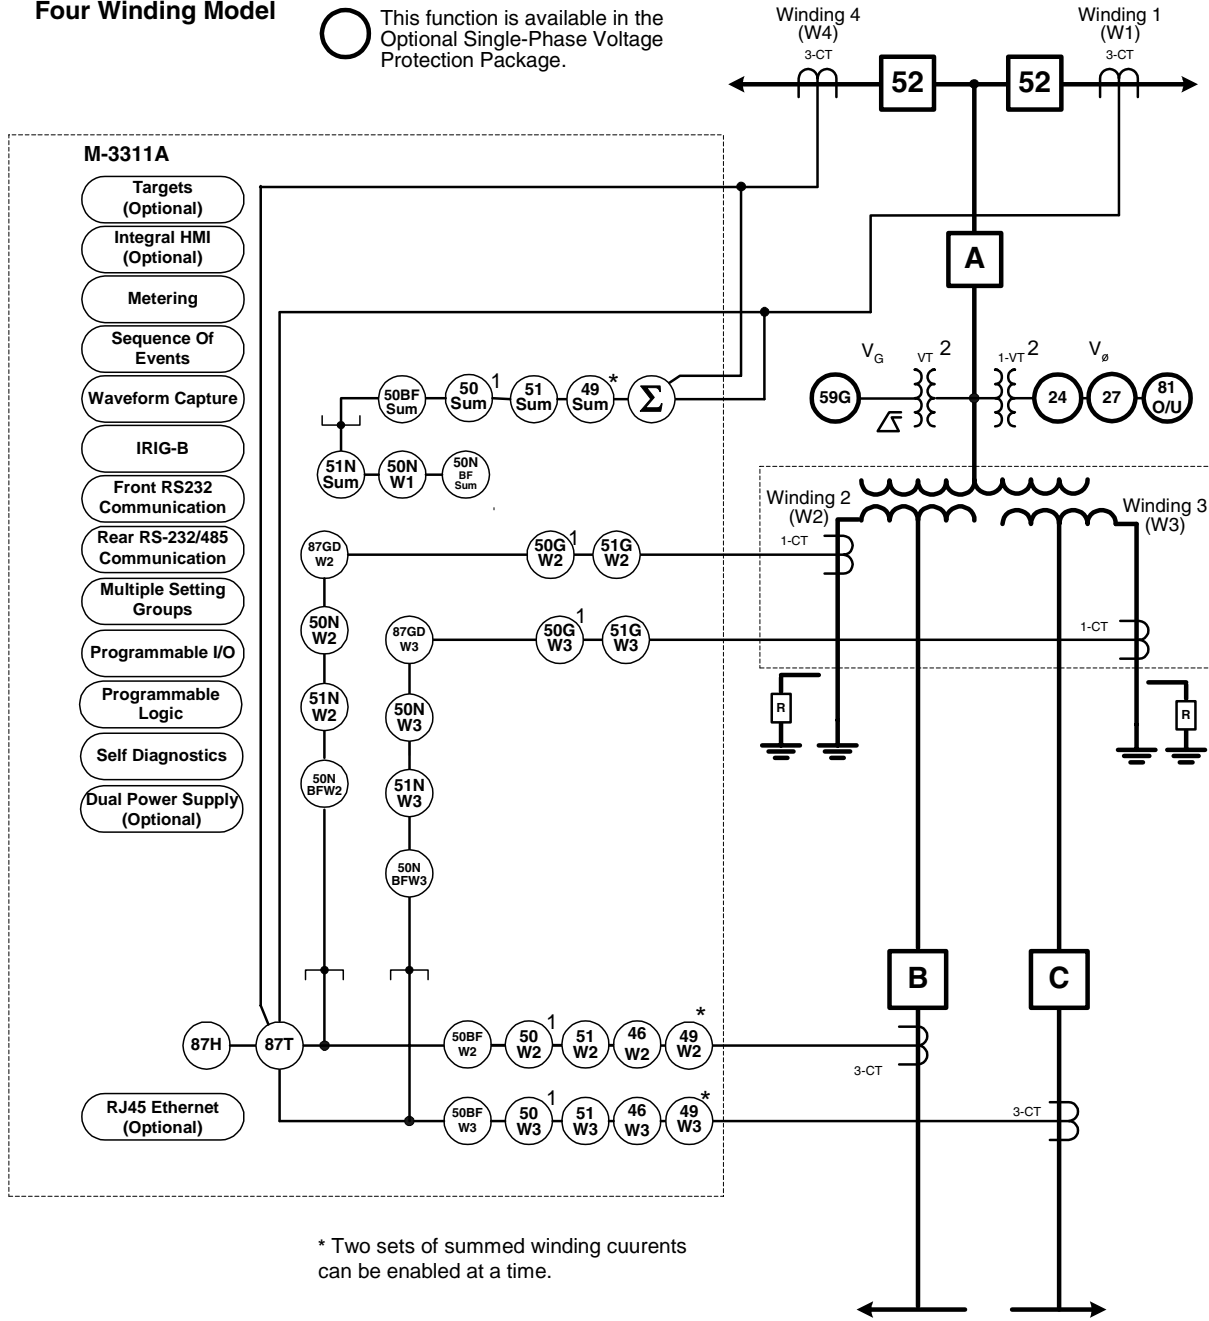 Four Winding Model
This function is available in the
Optional Single-Phase Voltage
Protection Package.
Winding 4
(W4)
3-CT
Winding 1
(W1)
3-CT
52
52
M-3311A
Targets
(Optional)
Integral HMI
(Optional)
Metering
Sequence Of
Events
Waveform Capture
IRIG-B
Front RS232
Communication
Rear RS-232/485
Communication
Multiple Setting
Groups
Programmable I/O
Programmable
Logic
Self Diagnostics
Dual Power Supply
(Optional)
RJ45 Ethernet
(Optional)
A
VG
VT 2
1-VT 2
Vø
59G
24
27
81
O/U
50BF
Sum
50
Sum
1
51
Sum
49
Sum
*
Σ
51N
Sum
50N
W1
50N
BF
Sum
Winding 2
(W2)
1-CT
Winding 3
(W3)
1-CT
87GD
W2
50G
W2
1
51G
W2
50N
W2
87GD
W3
50G
W3
1
51G
W3
51N
W2
50N
W3
50N
BFW2
51N
W3
50N
BFW3
R
R
B
C
87H
87T
50BF
W2
50
W2
1
51
W2
46
W2
49
W2
*
3-CT
50BF
W3
50
W3
1
51
W3
46
W3
49
W3
*
3-CT
* Two sets of summed winding cuurents
can be enabled at a time.